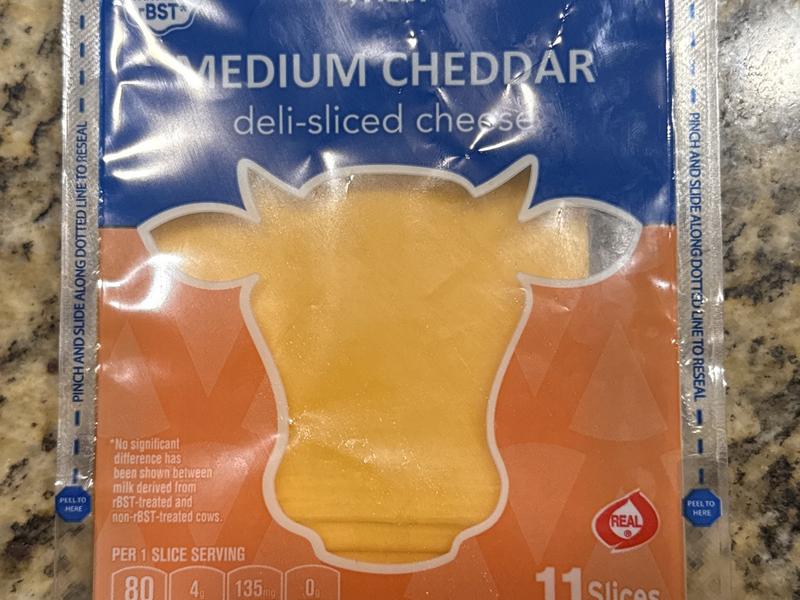 rBST*
MEDIUM CHEDDAR
deli-sliced cheese
PINCH AND SLIDE ALONG DOTTED LINE TO RESEAL
PINCH AND SLIDE ALONG DOTTED LINE TO RESEAL
*No significant
difference has
been shown between
milk derived from
rBST-treated and
non-rBST-treated cows.
PEEL TO
HERE
PEEL TO
HERE
REAL
®
PER 1 SLICE SERVING
80 4g 135mg 0g
11 Slices